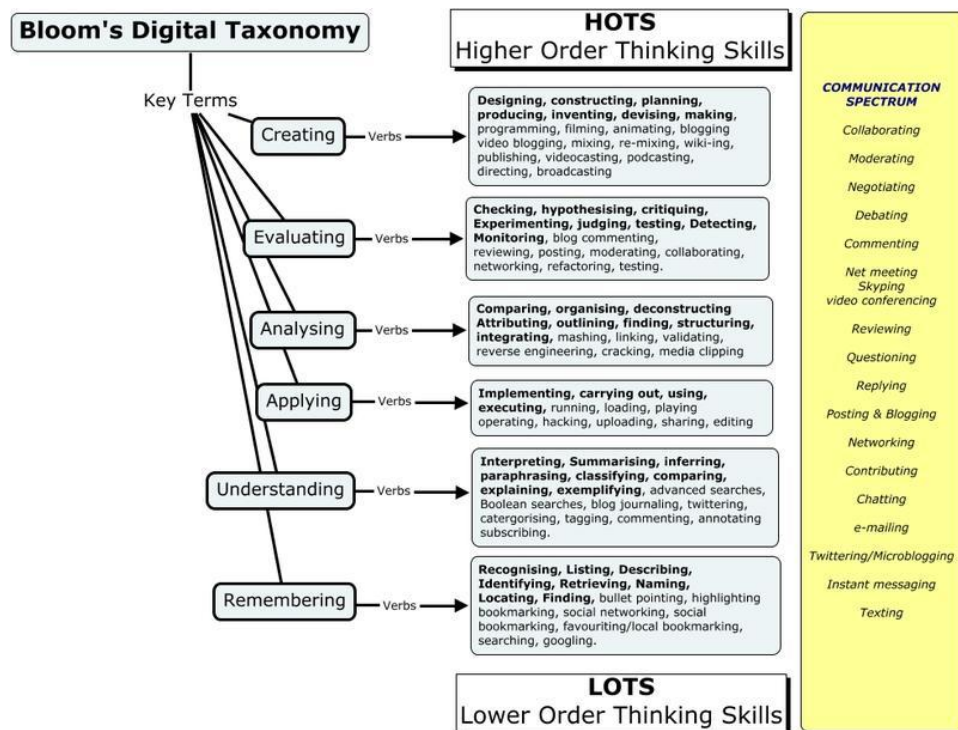 Bloom's Digital Taxonomy
Key Terms
HOTS
Higher Order Thinking Skills
Creating
Verbs
Designing, constructing, planning,
producing, inventing, devising, making,
programming, filming, animating, blogging
video blogging, mixing, re-mixing, wiki-ing,
publishing, videocasting, podcasting,
directing, broadcasting
Evaluating
Verbs
Checking, hypothesising, critiquing,
Experimenting, judging, testing, Detecting,
Monitoring, blog commenting,
reviewing, posting, moderating, collaborating,
networking, refactoring, testing.
Analysing
Verbs
Comparing, organising, deconstructing
Attributing, outlining, finding, structuring,
integrating, mashing, linking, validating,
reverse engineering, cracking, media clipping
Applying
Verbs
Implementing, carrying out, using,
executing, running, loading, playing
operating, hacking, uploading, sharing, editing
Understanding
Verbs
Interpreting, Summarising, inferring,
paraphrasing, classifying, comparing,
explaining, exemplifying, advanced searches,
Boolean searches, blog journaling, twittering,
catergorising, tagging, commenting, annotating
subscribing.
Remembering
Verbs
Recognising, Listing, Describing,
Identifying, Retrieving, Naming,
Locating, Finding, bullet pointing, highlighting
bookmarking, social networking, social
bookmarking, favouriting/local bookmarking,
searching, googling.
LOTS
Lower Order Thinking Skills
COMMUNICATION
SPECTRUM
Collaborating
Moderating
Negotiating
Debating
Commenting
Net meeting
Skyping
video conferencing
Reviewing
Questioning
Replying
Posting & Blogging
Networking
Contributing
Chatting
e-mailing
Twittering/Microblogging
Instant messaging
Texting